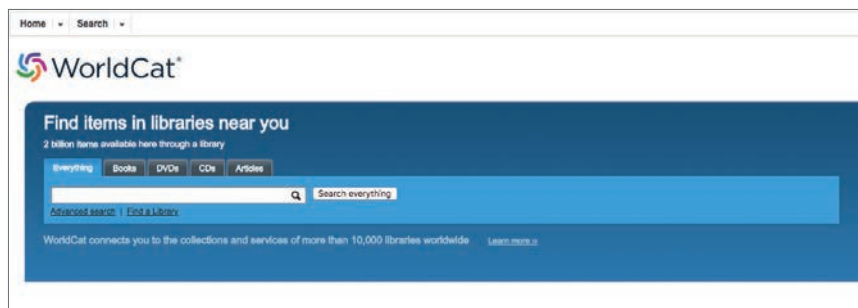 Home Search
WorldCat®
Find items in libraries near you
2 billion items available here through a library
Everything Books DVDs CDs Articles
Search everything
Advanced search | Find a Library
WorldCat connects you to the collections and services of more than 10,000 libraries worldwide Learn more »